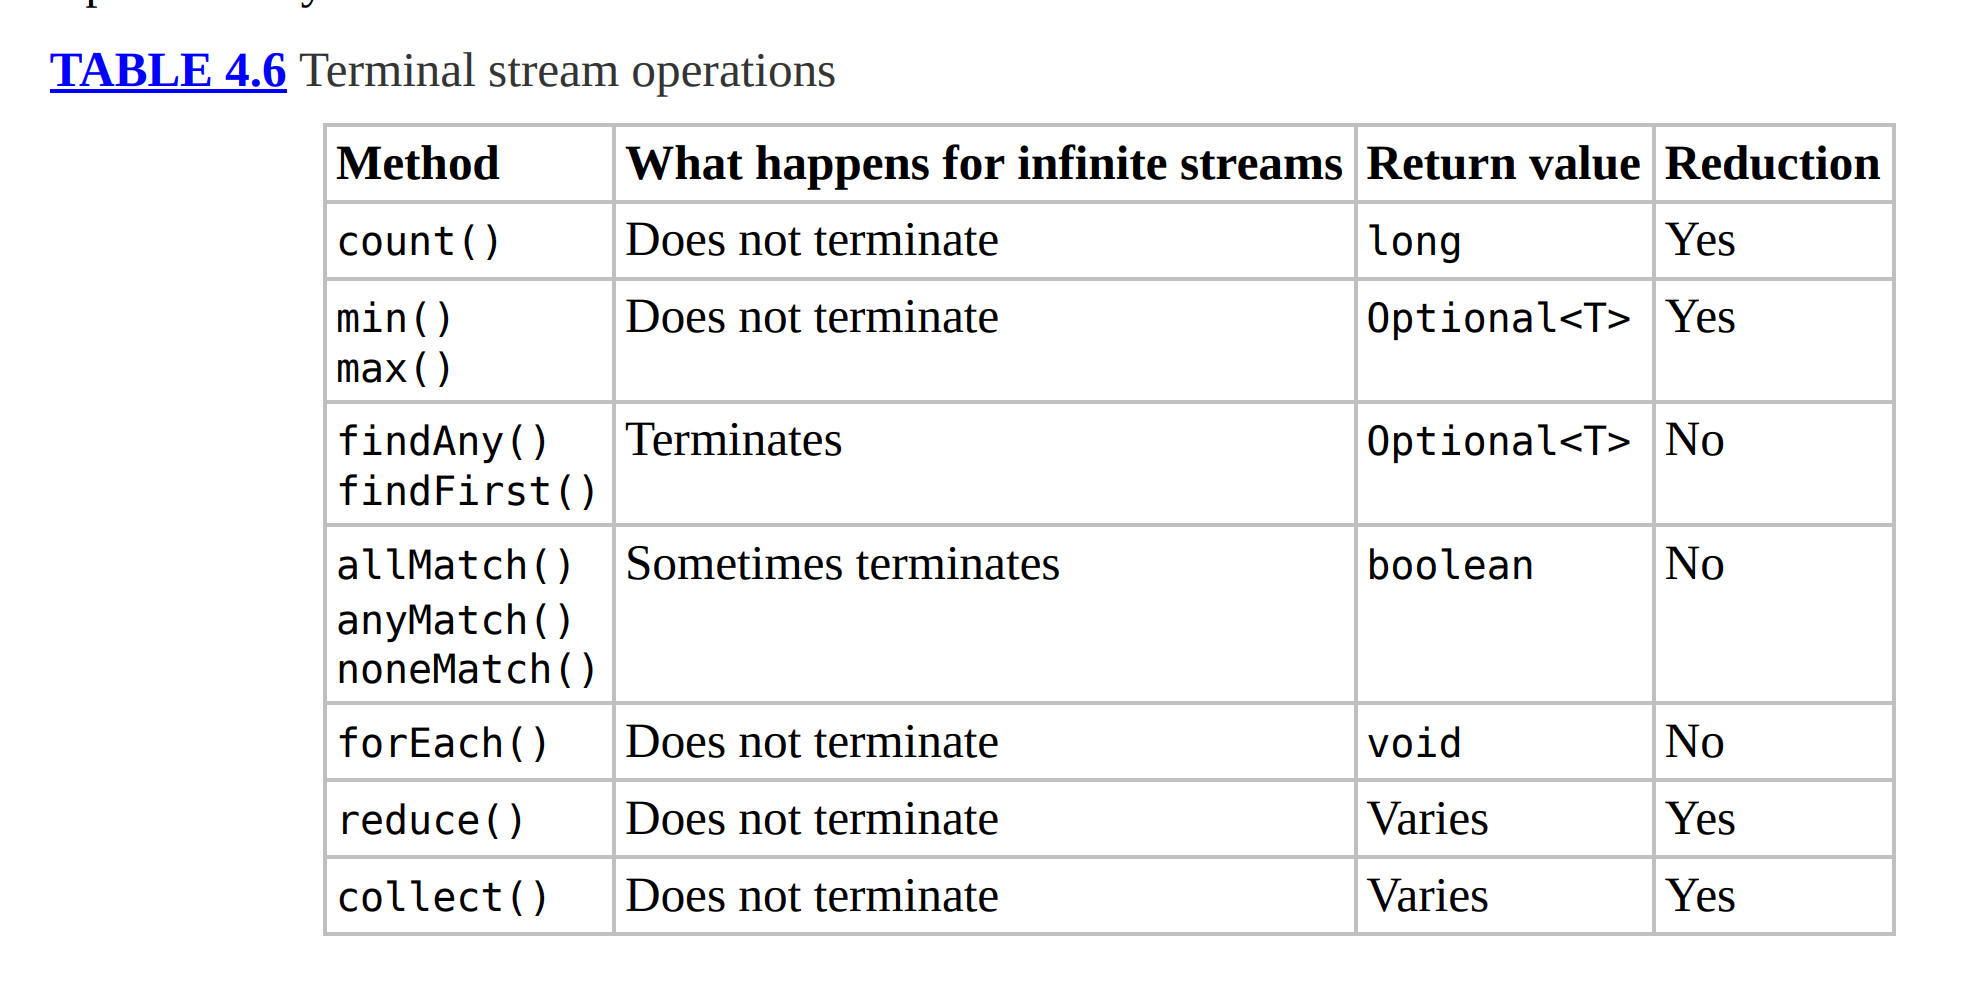 TABLE 4.6 Terminal stream operations
Method What happens for infinite streams Return value Reduction
count() Does not terminate long Yes
min() Does not terminate Optional<T> Yes
max()
findAny() Terminates Optional<T> No
findFirst()
allMatch() Sometimes terminates boolean No
anyMatch()
noneMatch()
forEach() Does not terminate void No
reduce() Does not terminate Varies Yes
collect() Does not terminate Varies Yes